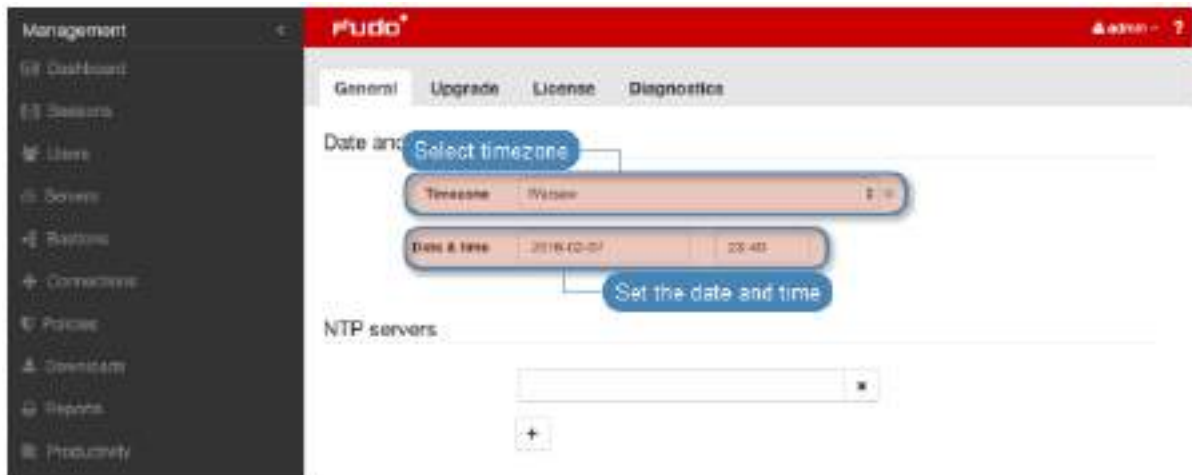 Management
Dashboard
Sessions
Users
Servers
Bastions
Connections
Policies
Downloads
Reports
Productivity
FUDO
admin ?
General Upgrade License Diagnostics
Date and
Select timezone
Timezone Warsaw
Date & time 2016-02-07 23:40
Set the date and time
NTP servers
+